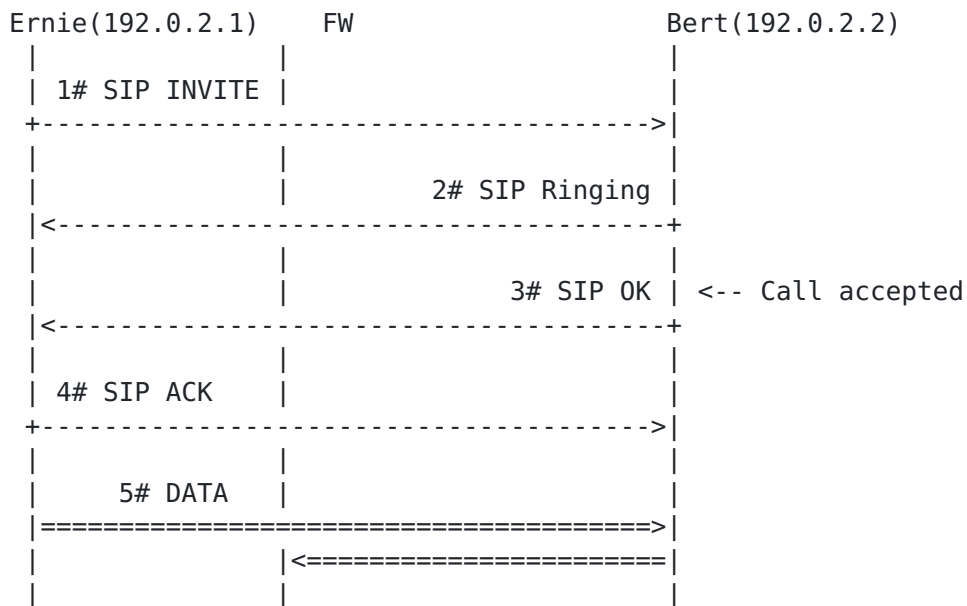 Ernie(192.0.2.1) FW Bert(192.0.2.2)
1# SIP INVITE
2# SIP Ringing
3# SIP OK <-- Call accepted
4# SIP ACK
5# DATA